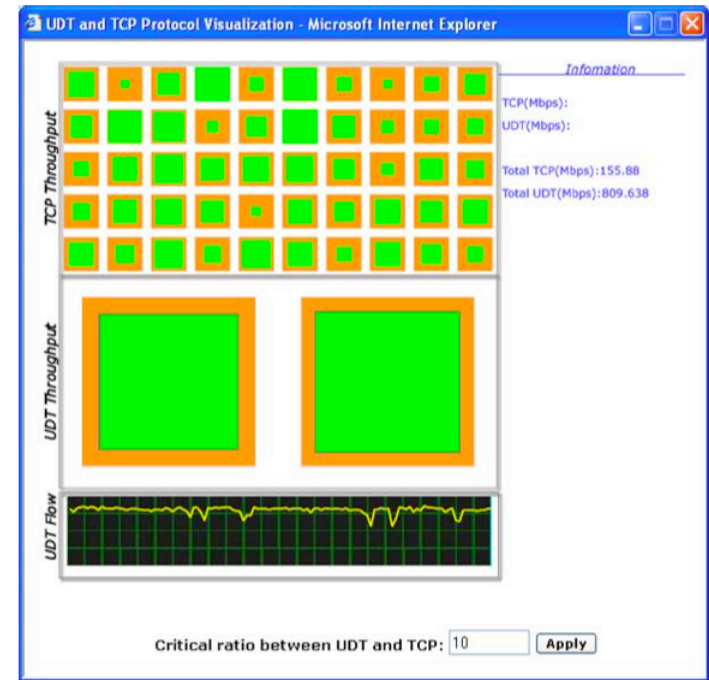 UDT and TCP Protocol Visualization - Microsoft Internet Explorer
Infomation
TCP Throughput
TCP(Mbps):
UDT(Mbps):
Total TCP(Mbps):155.88
Total UDT(Mbps):809.638
UDT Throughput
UDT Flow
Critical ratio between UDT and TCP: 10 Apply